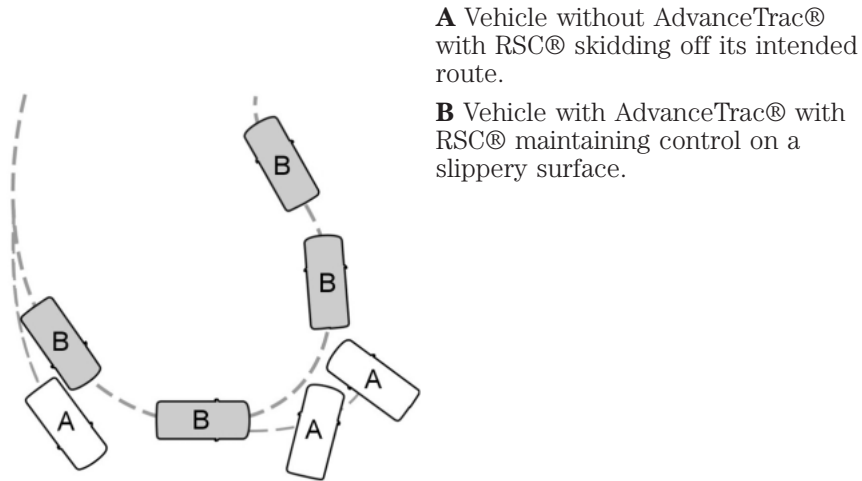 A Vehicle without AdvanceTrac®
with RSC® skidding off its intended
route.
B Vehicle with AdvanceTrac® with
RSC® maintaining control on a
slippery surface.
B
B
B
A
A
B
A